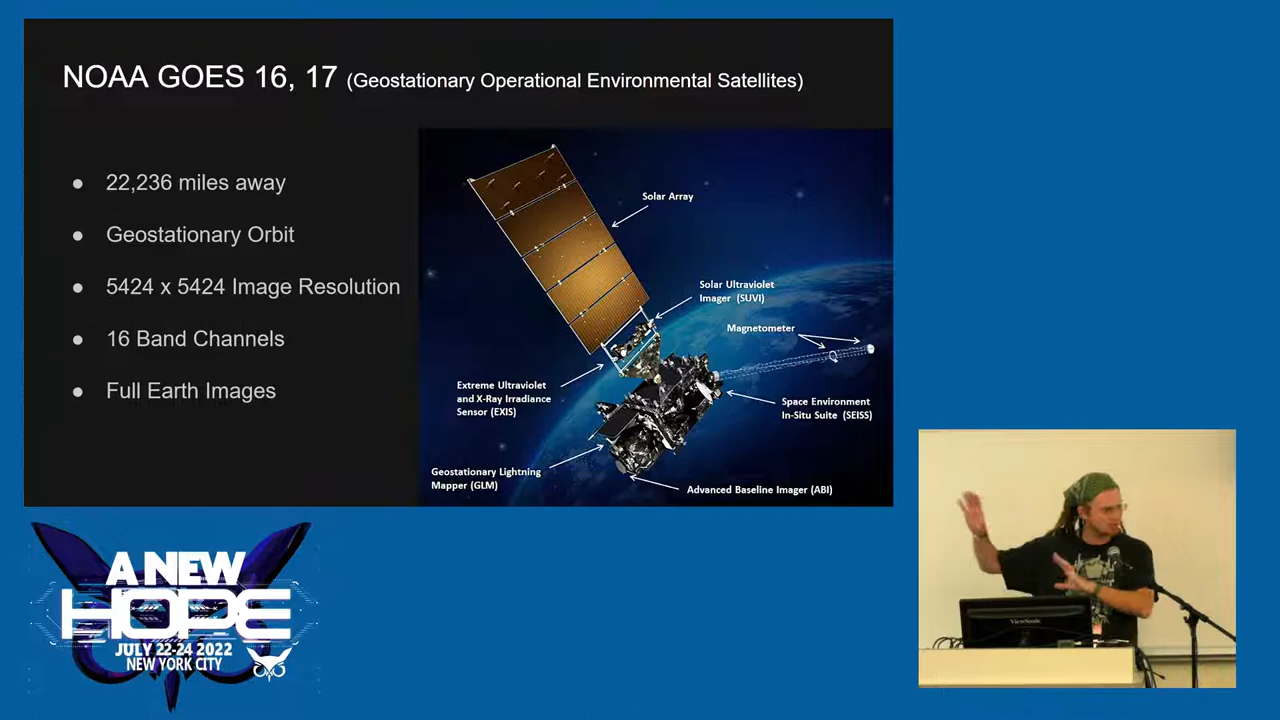 NOAA GOES 16, 17 (Geostationary Operational Environmental Satellites)
● 22,236 miles away
● Geostationary Orbit
● 5424 x 5424 Image Resolution
● 16 Band Channels
● Full Earth Images
Solar Array
Solar Ultraviolet
Imager (SUVI)
Magnetometer
Extreme Ultraviolet
and X-Ray Irradiance
Sensor (EXIS)
Space Environment
In-Situ Suite (SEISS)
Geostationary Lightning
Mapper (GLM)
Advanced Baseline Imager (ABI)
A NEW
HOPE
JULY 22-24 2022
NEW YORK CITY
ViewSonic